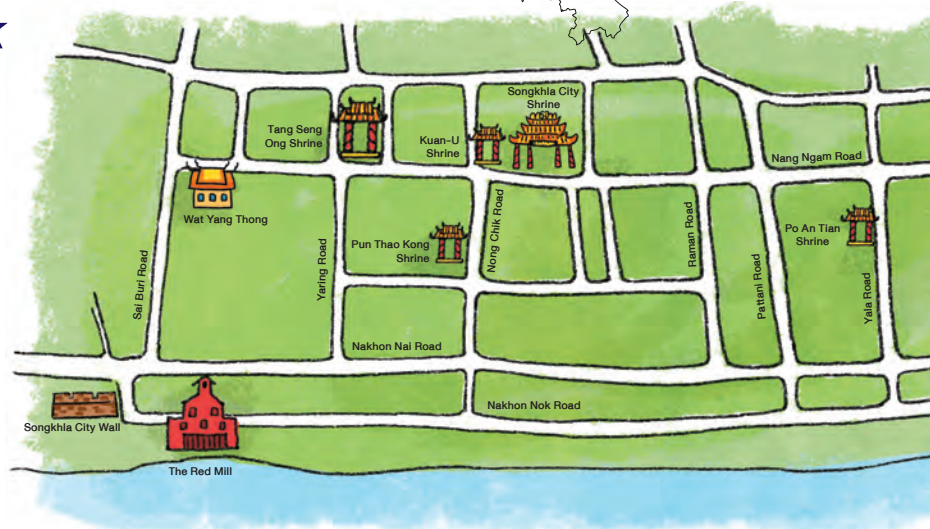 Songkhla City
Shrine
Tang Seng
Ong Shrine
Kuan-U
Shrine
Nang Ngam Road
Wat Yang Thong
Nong Chik Road
Raman Road
Po An Tian
Shrine
Pun Thao Kong
Shrine
Yaring Road
Sai Buri Road
Pattani Road
Yala Road
Nakhon Nai Road
Nakhon Nok Road
Songkhla City Wall
The Red Mill